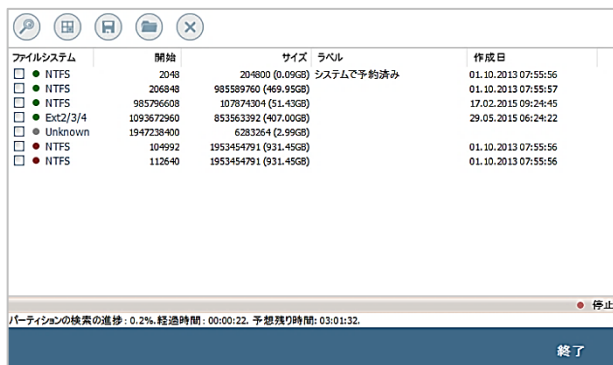 ファイルシステム 開始 サイズ ラベル 作成日
NTFS 2048 204800 (0.09GB) システムで予約済み 01.10.2013 07:55:56
NTFS 206848 985589760 (469.95GB) 01.10.2013 07:55:57
NTFS 985796608 107874304 (51.43GB) 17.02.2015 09:24:45
Ext2/3/4 1093672960 853563392 (407.00GB) 29.05.2015 06:24:22
Unknown 1947238400 6283264 (2.99GB)
NTFS 104992 1953454791 (931.45GB) 01.10.2013 07:55:56
NTFS 112640 1953454791 (931.45GB) 01.10.2013 07:55:56
停止
パーティションの検索の進捗: 0.2%.経過時間: 00:00:22. 予想残り時間: 03:01:32.
終了